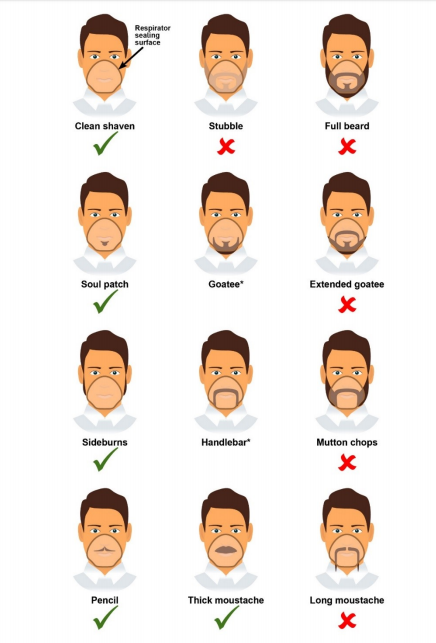 Respirator
sealing
surface
Clean shaven
Stubble
Full beard
Soul patch
Goatee*
Extended goatee
Sideburns
Handlebar*
Mutton chops
Pencil
Thick moustache
Long moustache